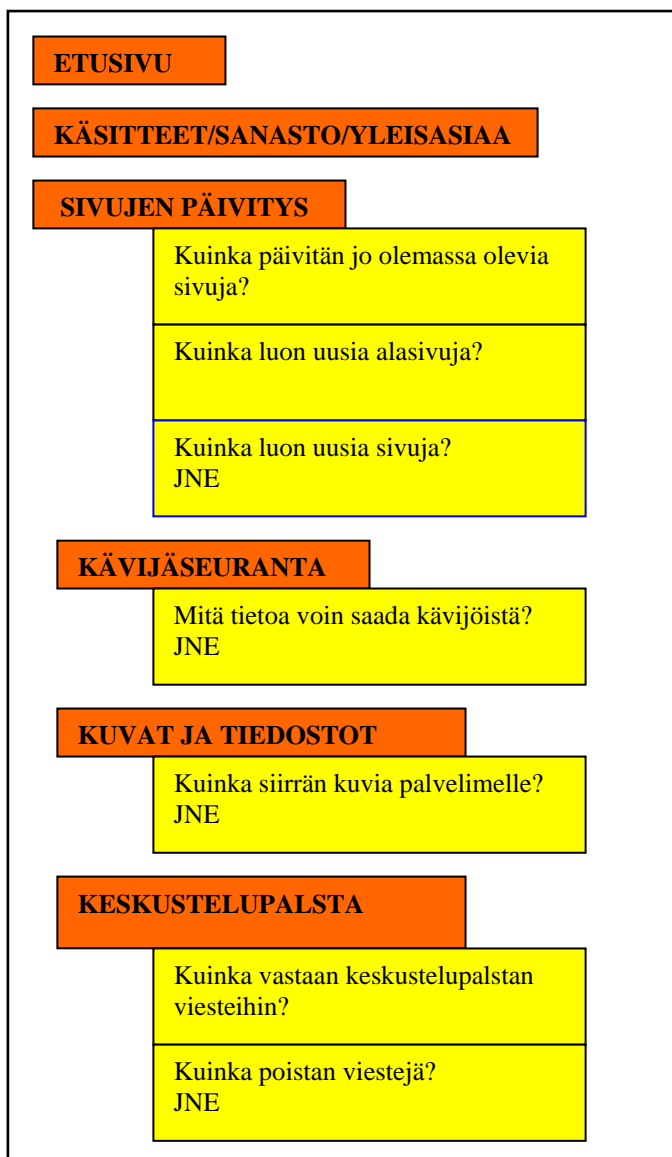 ETUSIVU
KÄSITTEET/SANASTO/YLEISASIAA
SIVUJEN PÄIVITYS
Kuinka päivitän jo olemassa olevia
sivuja?
Kuinka luon uusia alasivuja?
Kuinka luon uusia sivuja?
JNE
KÄVIJÄSEURANTA
Mitä tietoa voin saada kävijöistä?
JNE
KUVAT JA TIEDOSTOT
Kuinka siirrän kuvia palvelimelle?
JNE
KESKUSTELUPALSTA
Kuinka vastaan keskustelupalstan
viesteihin?
Kuinka poistan viestejä?
JNE